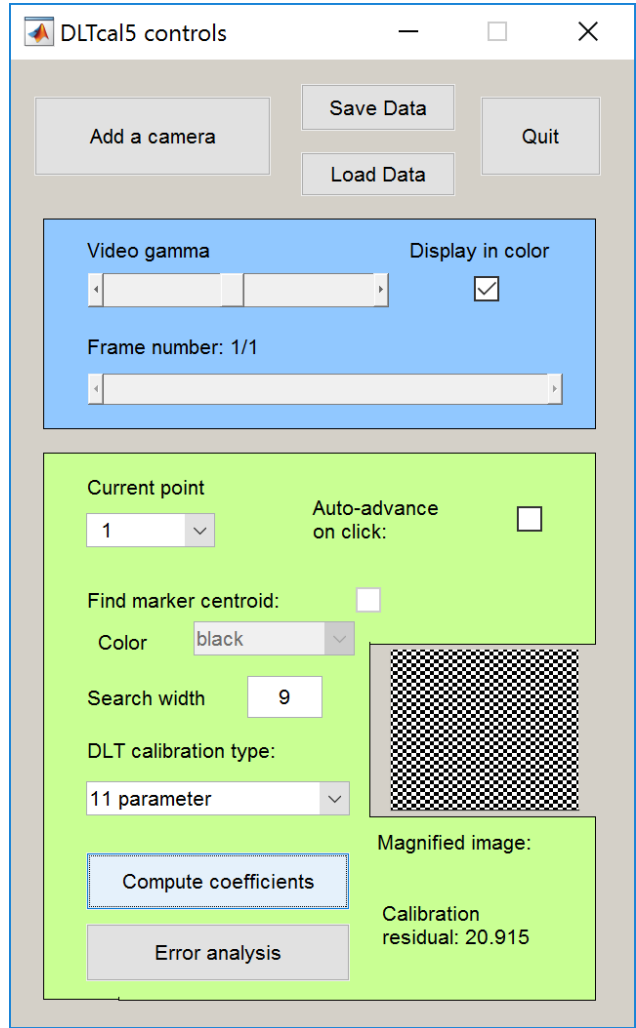 DLTcal5 controls
Add a camera
Save Data
Load Data
Quit
Video gamma
Display in color
Frame number: 1/1
Current point
1
Auto-advance
on click:
Find marker centroid:
Color
black
Search width
9
DLT calibration type:
11 parameter
Magnified image:
Compute coefficients
Calibration
residual: 20.915
Error analysis